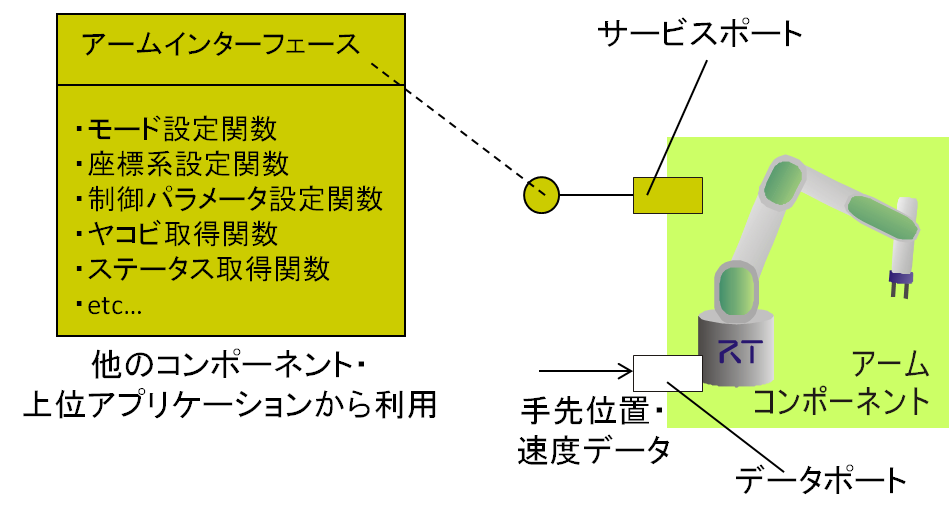 アームインターフェース
・モード設定関数
・座標系設定関数
・制御パラメータ設定関数
・ヤコビ取得関数
・ステータス取得関数
・etc…
他のコンポーネント・
上位アプリケーションから利用
サービスポート
RT
アーム
コンポーネント
手先位置・
速度データ
データポート